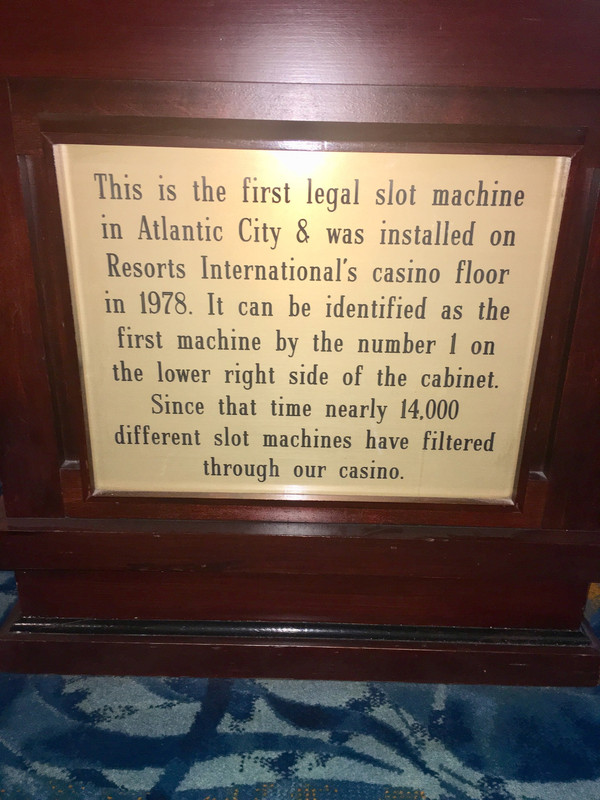 This is the first legal slot machine
in Atlantic City & was installed on
Resorts International's casino floor
in 1978. It can be identified as the
first machine by the number 1 on
the lower right side of the cabinet.
Since that time nearly 14,000
different slot machines have filtered
through our casino.